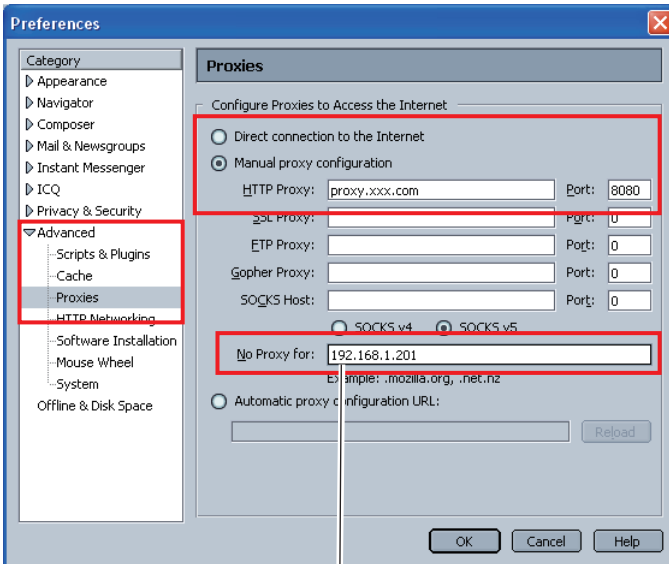 Preferences
Category
Appearance
Navigator
Composer
Mail & Newsgroups
Instant Messenger
ICQ
Privacy & Security
Advanced
Scripts & Plugins
Cache
Proxies
HTTP Networking
Software Installation
Mouse Wheel
System
Offline & Disk Space
Proxies
Configure Proxies to Access the Internet
Direct connection to the Internet
Manual proxy configuration
HTTP Proxy: proxy.xxx.com Port: 8080
SSL Proxy: Port: 0
FTP Proxy: Port: 0
Gopher Proxy: Port: 0
SOCKS Host: Port: 0
SOCKS v4 SOCKS v5
No Proxy for: 192.168.1.201
Example: .mozilla.org, .net.nz
Automatic proxy configuration URL:
Reload
OK Cancel Help